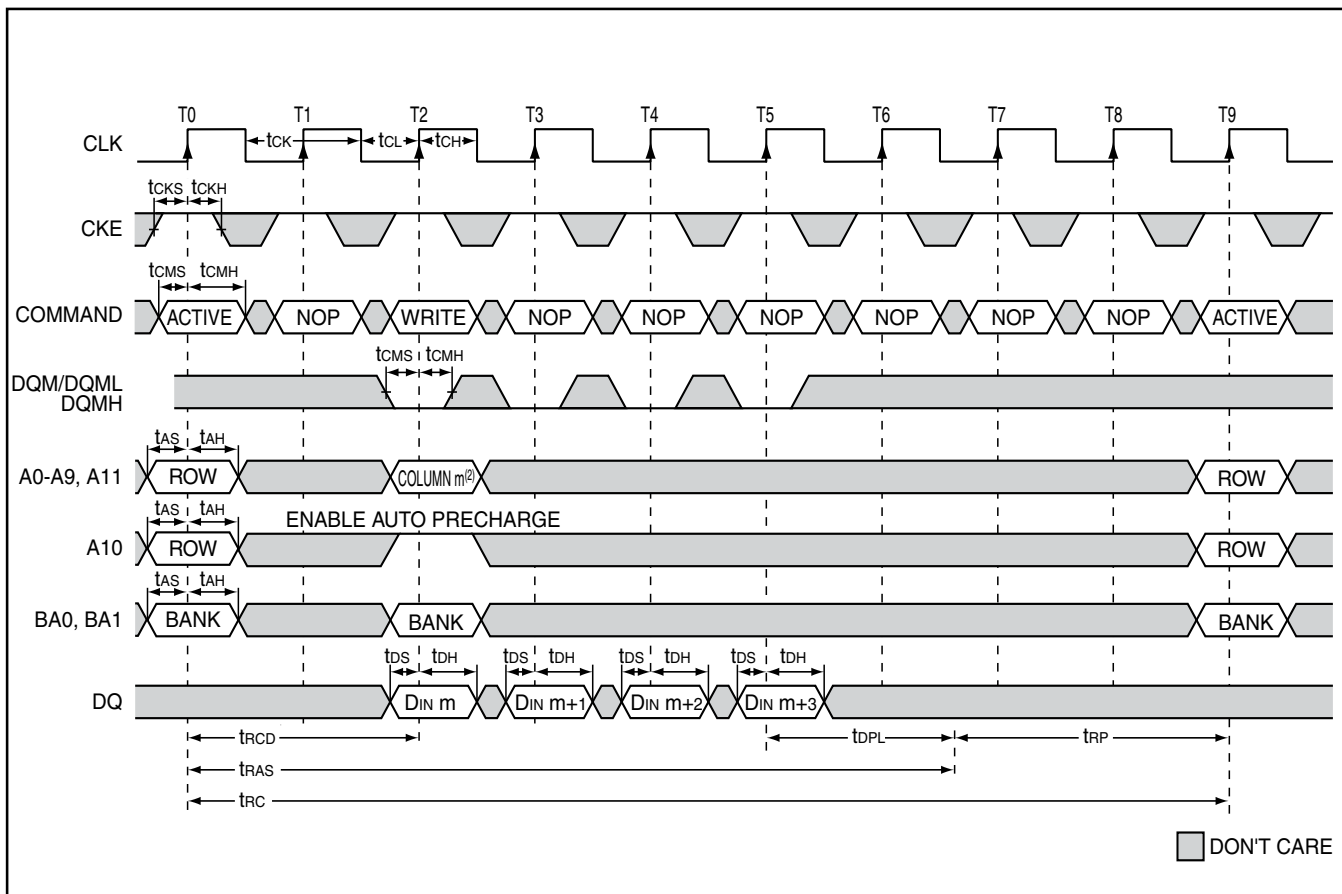 T0 T1 T2 T3 T4 T5 T6 T7 T8 T9
CLK tCK tCL tCH
tCKS tCKH
CKE
tCMS tCMH
COMMAND ACTIVE NOP WRITE NOP NOP NOP NOP NOP NOP ACTIVE
tCMS tCMH
DQM/DQML
DQMH
tAS tAH
A0-A9, A11 ROW COLUMN m(2) ROW
tAS tAH ENABLE AUTO PRECHARGE
A10 ROW ROW
tAS tAH
BA0, BA1 BANK BANK BANK
tDS tDH tDS tDH tDS tDH tDS tDH
DQ DIN m DIN m+1 DIN m+2 DIN m+3
tRCD tDPL tRP
tRAS
tRC
DON'T CARE